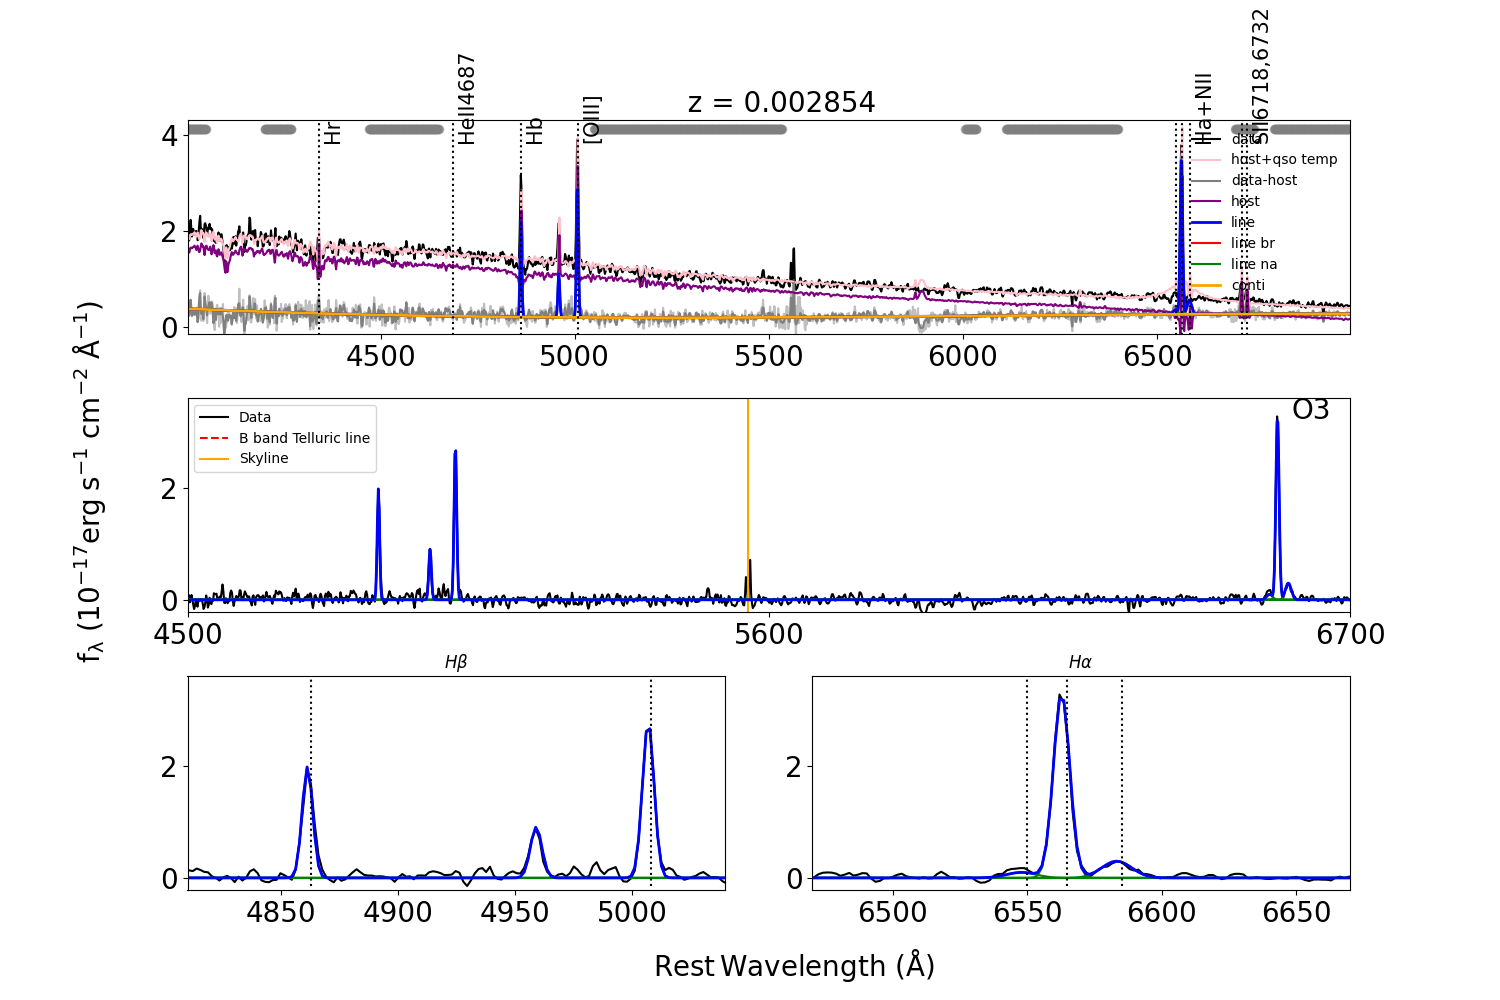 z = 0.002854
Hr
HeII4687
Hb
[OIII]
Ha+NII
SII6718,6732
4
2
0
data
host+qso temp
data-host
host
line
line br
line na
conti
4500
5000
5500
6000
6500
fλ (10⁻¹⁷erg s⁻¹ cm⁻² Å⁻¹)
Data
B band Telluric line
Skyline
O3
2
0
4500
5600
6700
Hβ
2
0
4850
4900
4950
5000
Hα
2
0
6500
6550
6600
6650
Rest Wavelength (Å)